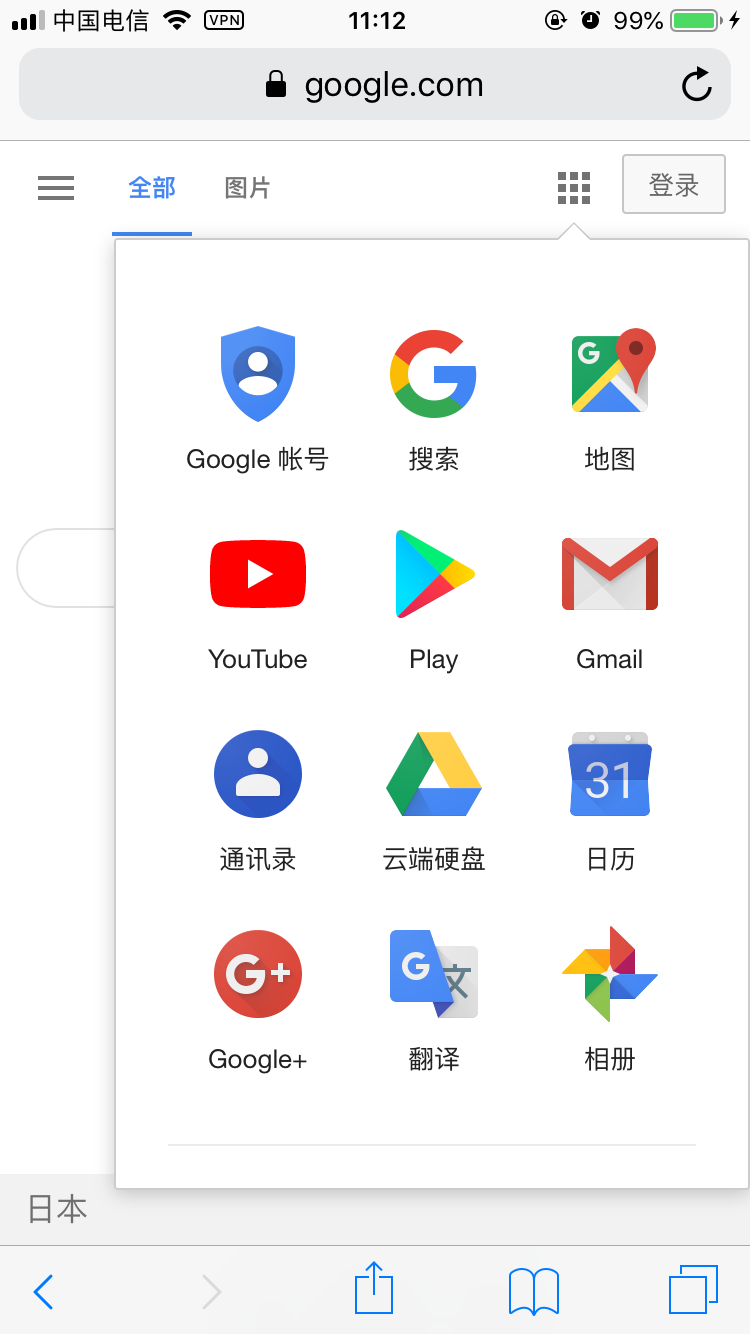 中国电信 VPN 11:12 99%
google.com
全部 图片 登录
Google 帐号 搜索 地图
YouTube Play Gmail
31
通讯录 云端硬盘 日历
G+
G 文
Google+ 翻译 相册
日本